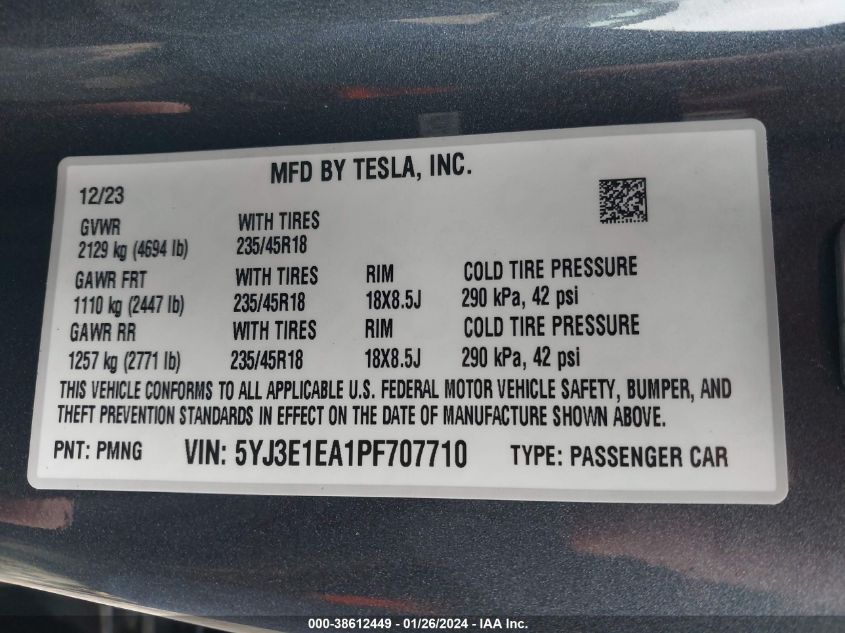 MFD BY TESLA, INC.
12/23
GVWR WITH TIRES
2129 kg (4694 lb) 235/45R18
GAWR FRT WITH TIRES RIM COLD TIRE PRESSURE
1110 kg (2447 lb) 235/45R18 18X8.5J 290 kPa, 42 psi
GAWR RR WITH TIRES RIM COLD TIRE PRESSURE
1257 kg (2771 lb) 235/45R18 18X8.5J 290 kPa, 42 psi
THIS VEHICLE CONFORMS TO ALL APPLICABLE U.S. FEDERAL MOTOR VEHICLE SAFETY, BUMPER, AND
THEFT PREVENTION STANDARDS IN EFFECT ON THE DATE OF MANUFACTURE SHOWN ABOVE.
PNT: PMNG VIN: 5YJ3E1EA1PF707710 TYPE: PASSENGER CAR
000-38612449 - 01/26/2024 - IAA Inc.